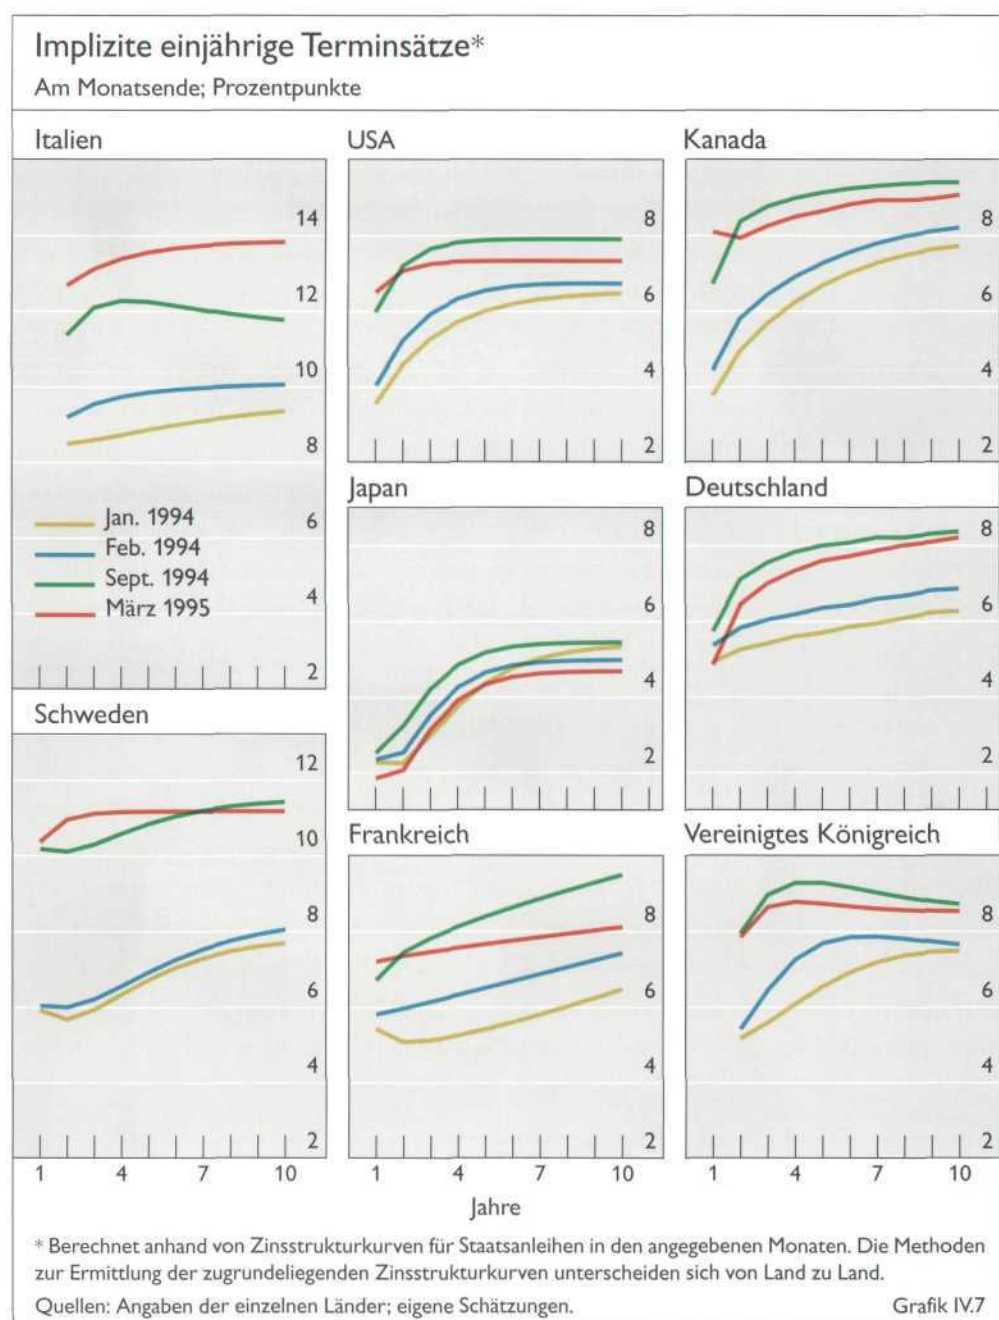 Implizite einjährige Terminsätze*
Am Monatsende; Prozentpunkte
Italien
14
12
10
8
6
4
2
Jan. 1994
Feb. 1994
Sept. 1994
März 1995
USA
8
6
4
2
Kanada
8
6
4
2
Japan
8
6
4
2
Deutschland
8
6
4
2
Schweden
12
10
8
6
4
2
1 4 7 10
Frankreich
8
6
4
2
1 4 7 10
Vereinigtes Königreich
8
6
4
2
1 4 7 10
Jahre
* Berechnet anhand von Zinsstrukturkurven für Staatsanleihen in den angegebenen Monaten. Die Methoden
zur Ermittlung der zugrundeliegenden Zinsstrukturkurven unterscheiden sich von Land zu Land.
Quellen: Angaben der einzelnen Länder; eigene Schätzungen. Grafik IV.7